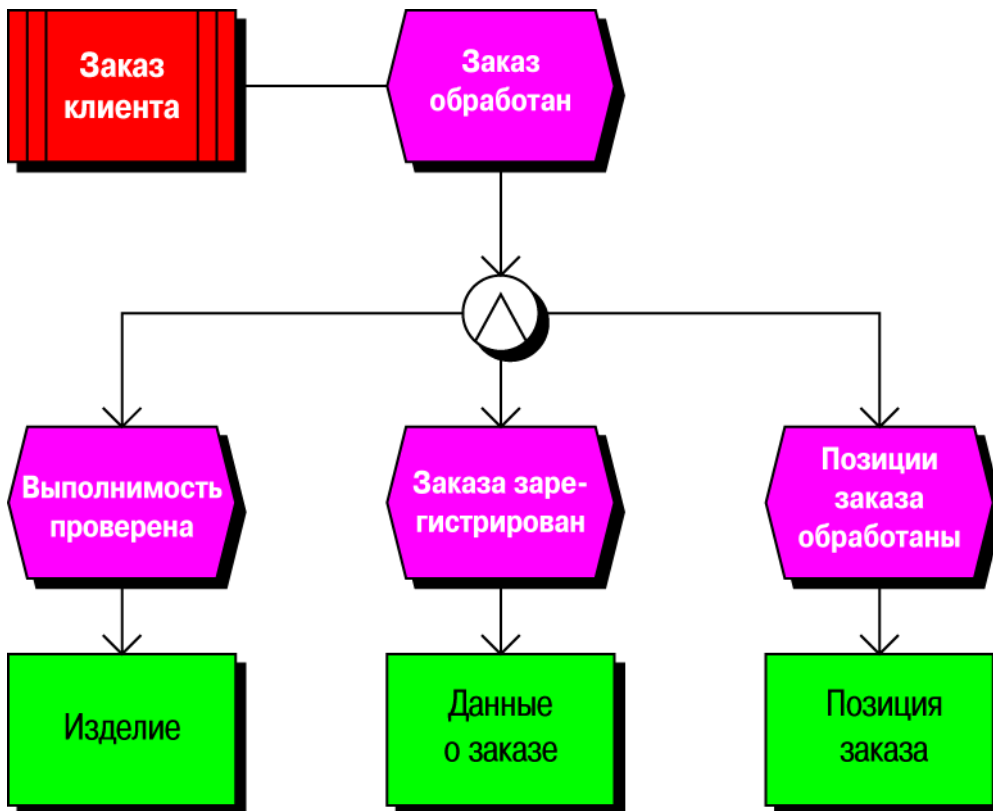 Заказ
клиента
Заказ
обработан
Выполнимость
проверена
Заказа заре-
гистрирован
Позиции
заказа
обработаны
Изделие
Данные
о заказе
Позиция
заказа